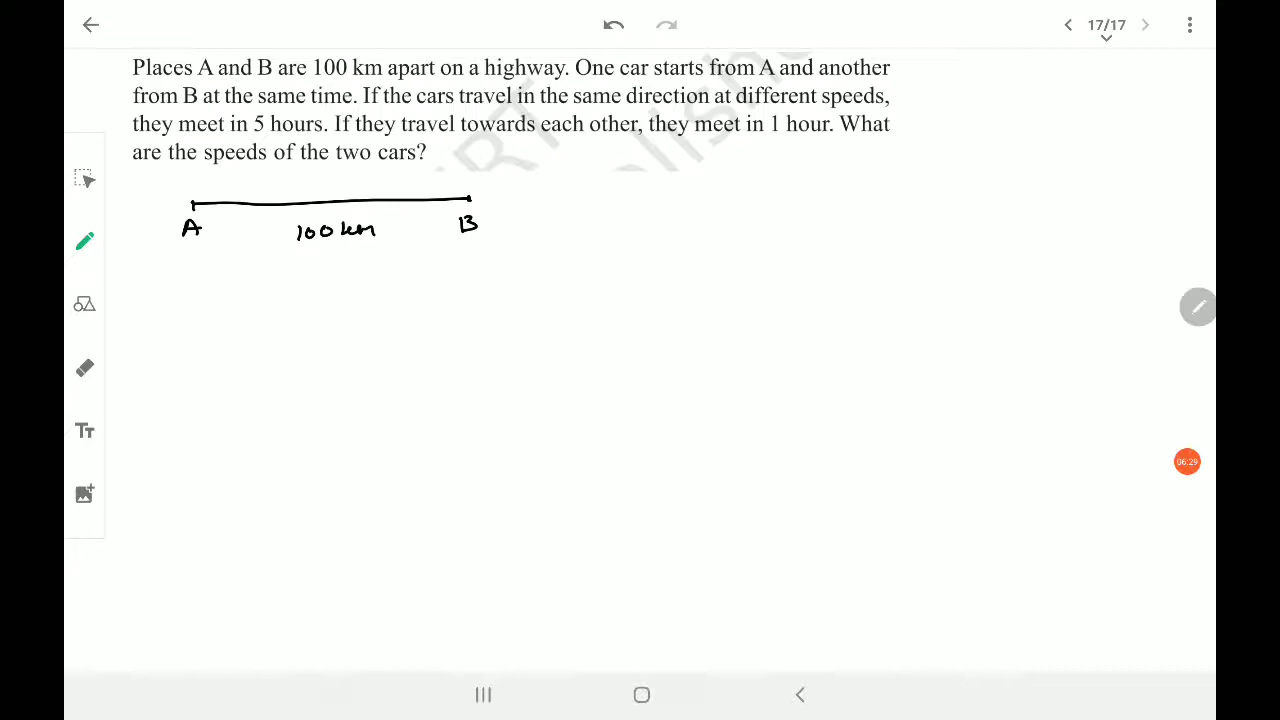 17/17
Places A and B are 100 km apart on a highway. One car starts from A and another
from B at the same time. If the cars travel in the same direction at different speeds,
they meet in 5 hours. If they travel towards each other, they meet in 1 hour. What
are the speeds of the two cars?
A 100 km B
Tт
06:29